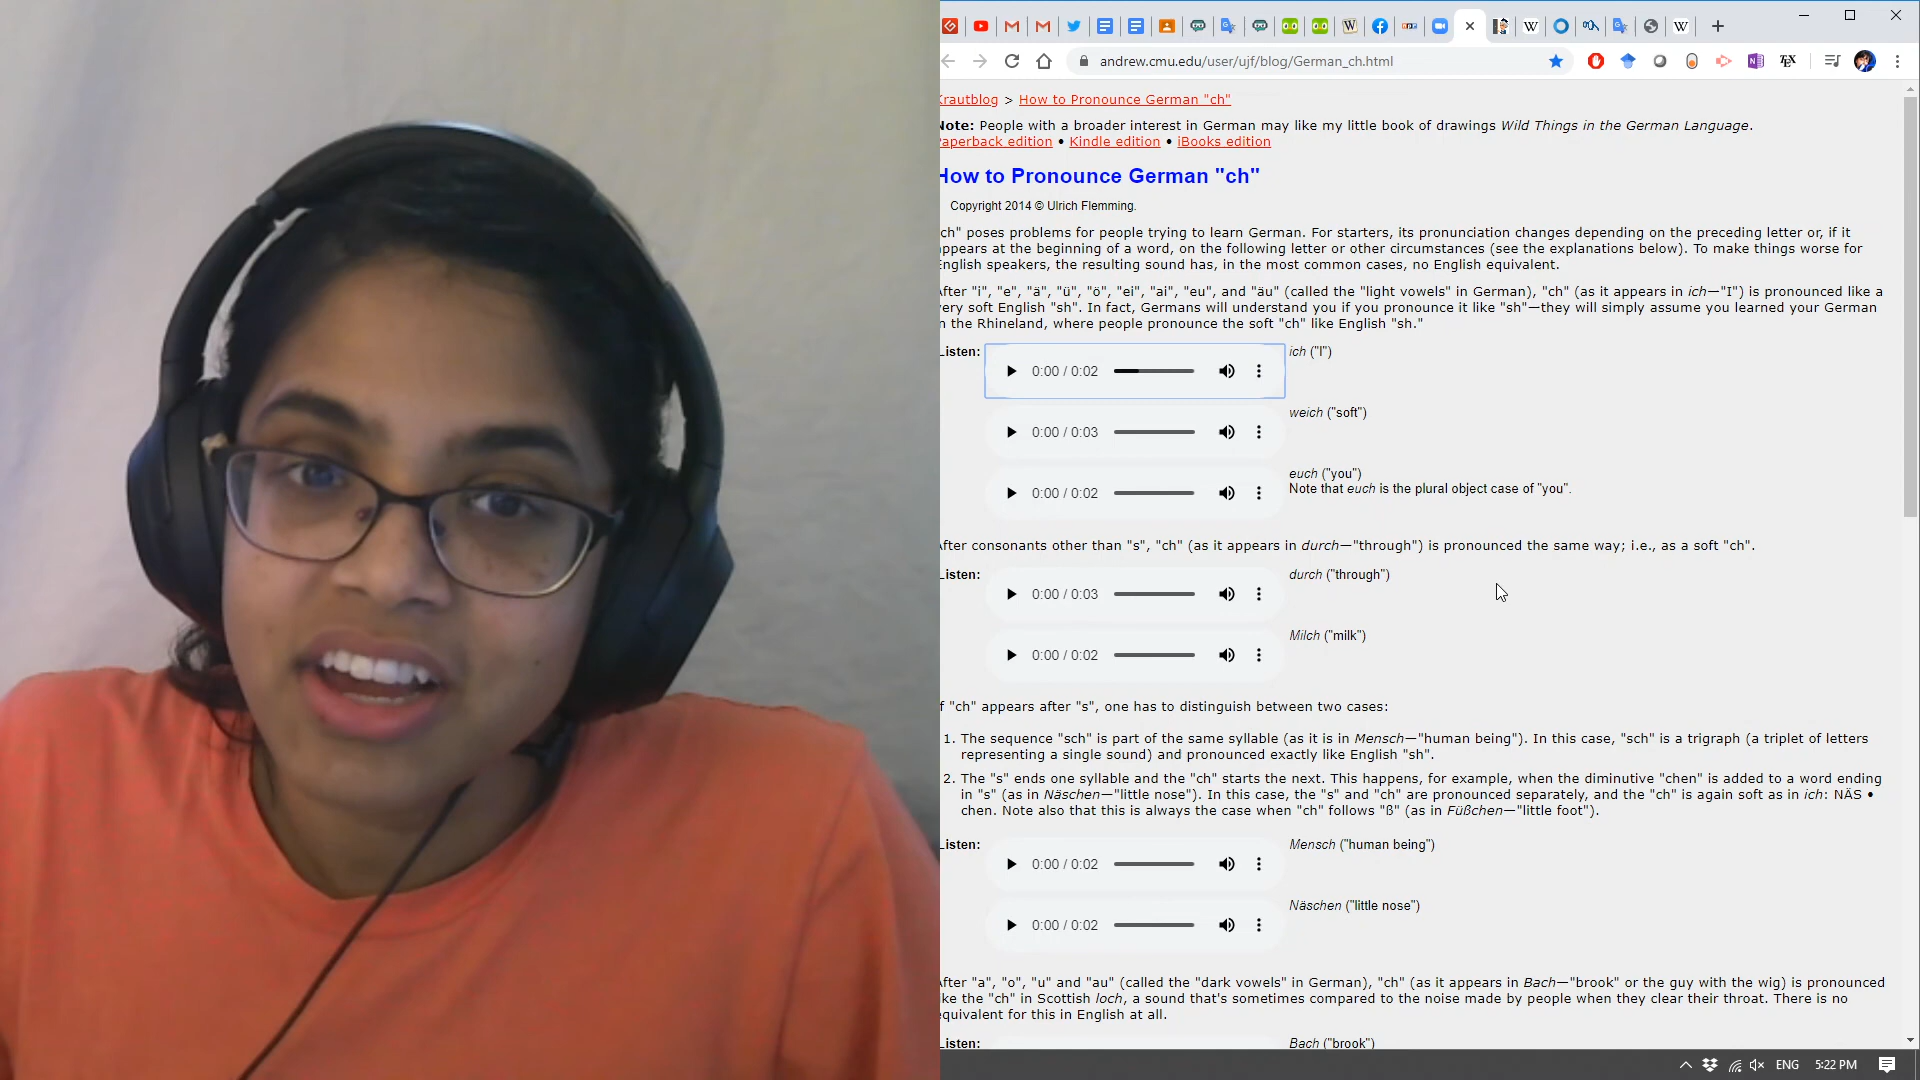 andrew.cmu.edu/user/ujf/blog/German_ch.html
Krautblog > How to Pronounce German "ch"
Note: People with a broader interest in German may like my little book of drawings Wild Things in the German Language.
Paperback edition • Kindle edition • iBooks edition
How to Pronounce German "ch"
Copyright 2014 © Ulrich Flemming.
ch" poses problems for people trying to learn German. For starters, its pronunciation changes depending on the preceding letter or, if it
appears at the beginning of a word, on the following letter or other circumstances (see the explanations below). To make things worse for
English speakers, the resulting sound has, in the most common cases, no English equivalent.
After "i", "e", "ä", "ü", "ö", "ei", "ai", "eu", and "äu" (called the "light vowels" in German), "ch" (as it appears in ich—"I") is pronounced like a
very soft English "sh". In fact, Germans will understand you if you pronounce it like "sh"—they will simply assume you learned your German
in the Rhineland, where people pronounce the soft "ch" like English "sh."
Listen: 0:00 / 0:02 ich ("I")
0:00 / 0:03 weich ("soft")
0:00 / 0:02 euch ("you")
Note that euch is the plural object case of "you".
After consonants other than "s", "ch" (as it appears in durch—"through") is pronounced the same way; i.e., as a soft "ch".
Listen: 0:00 / 0:03 durch ("through")
0:00 / 0:02 Milch ("milk")
If "ch" appears after "s", one has to distinguish between two cases:
1. The sequence "sch" is part of the same syllable (as it is in Mensch—"human being"). In this case, "sch" is a trigraph (a triplet of letters
representing a single sound) and pronounced exactly like English "sh".
2. The "s" ends one syllable and the "ch" starts the next. This happens, for example, when the diminutive "chen" is added to a word ending
in "s" (as in Näschen—"little nose"). In this case, the "s" and "ch" are pronounced separately, and the "ch" is again soft as in ich: NÄS •
chen. Note also that this is always the case when "ch" follows "ß" (as in Füßchen—"little foot").
Listen: 0:00 / 0:02 Mensch ("human being")
0:00 / 0:02 Näschen ("little nose")
After "a", "o", "u" and "au" (called the "dark vowels" in German), "ch" (as it appears in Bach—"brook" or the guy with the wig) is pronounced
like the "ch" in Scottish loch, a sound that's sometimes compared to the noise made by people when they clear their throat. There is no
equivalent for this in English at all.
Listen: Bach ("brook")
ENG 5:22 PM